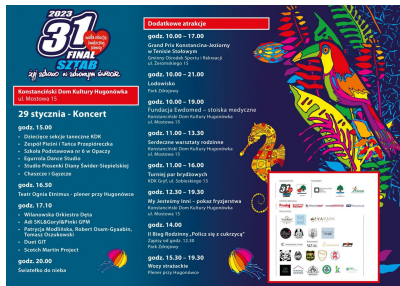 2023
31
FINAŁ
SZTAB
żyj zdrowo w zdrowym świecie
Konstanciński Dom Kultury Hugonówka
ul. Mostowa 15
29 stycznia - Koncert
godz. 15.00
• Dziecięce sekcje taneczne KDK
• Zespół Pieśni i Tańca Przepióreczka
• Szkoła Podstawowa nr 6 w Opaczy
• Egurrola Dance Studio
• Studio Piosenki Diany Świder-Siepielskiej
• Chaszcze i Gąszcze
godz. 16.50
Teatr Ognia Etnimus - plener przy Hugonówce
godz. 17.10
• Wilanowska Orkiestra Dęta
• Adi SKL&Goryl&Pinki GPM
• Patrycja Modlińska, Robert Osam-Gyaabin,
Tomasz Orszukowski
• Duet GIT
• Scotch Martin Project
godz. 20.00
Światełko do nieba
Dodatkowe atrakcje
godz. 10.00 – 17.00
Grand Prix Konstancina-Jeziorny
w Tenisie Stołowym
Gminny Ośrodek Sportu i Rekreacji
ul. Żeromskiego 15
godz. 10.00 – 21.00
Lodowisko
Park Zdrojowy
godz. 10.00 – 19.00
Fundacja Ewdomed – stoiska medyczne
Konstanciński Dom Kultury Hugonówka
ul. Mostowa 15
godz. 11.00 – 13.30
Serdeczne warsztaty rodzinne
Konstanciński Dom Kultury Hugonówka
ul. Mostowa 15
godz. 11.00 – 16.00
Turniej par brydżowych
KDK Graf, ul. Sobieskiego 13
godz. 12.30 – 19.30
My Jesteśmy Inni – pokaz fryzjerstwa
Konstanciński Dom Kultury Hugonówka
ul. Mostowa 15
godz. 14.00
II Bieg Rodzinny „Policz się z cukrzycą”
Zapisy od godz. 12.30
Park Zdrojowy
godz. 15.30 – 19.30
Wozy strażackie
Plener przy Hugonówce